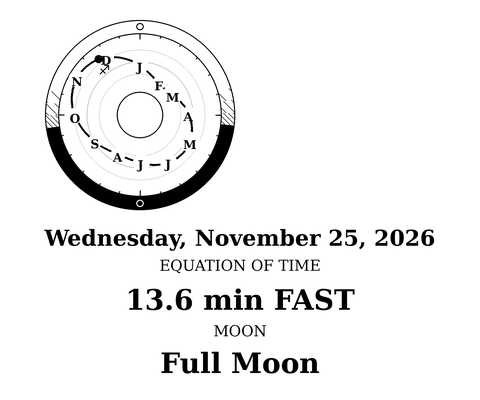 D
J
F
M
A
M
J
J
A
S
O
N
Wednesday, November 25, 2026
EQUATION OF TIME
13.6 min FAST
MOON
Full Moon